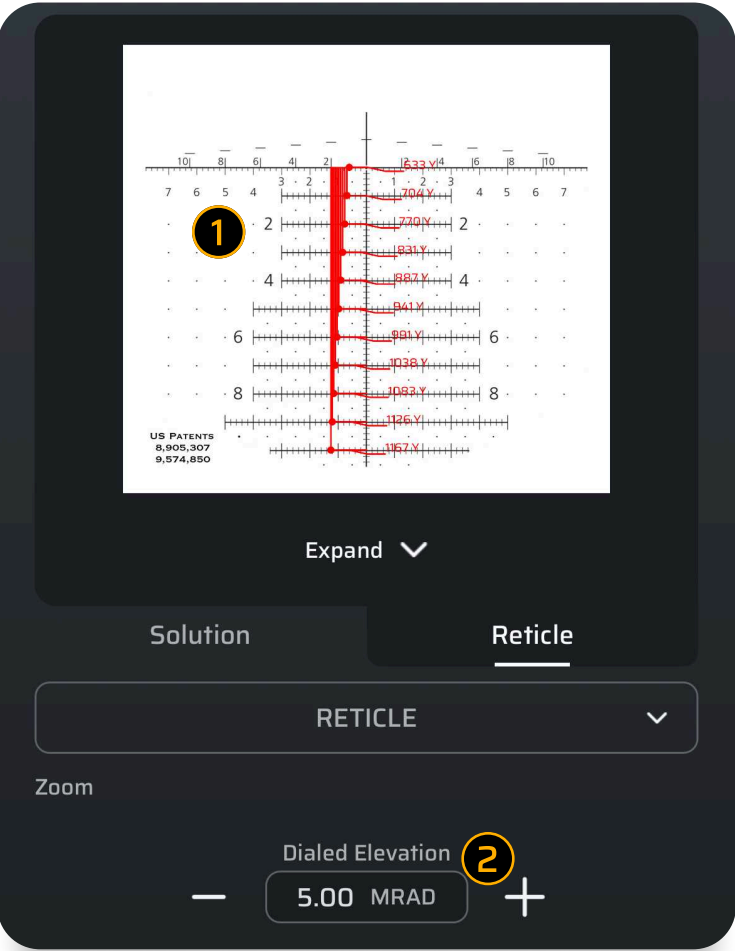 10 8 6 4 2 2 4 6 8 10
633 Y
7 6 5 4 3 2 1 2 3 4 5 6 7
704 Y
1 2 770 Y 2
831 Y
4 887 Y 4
941 Y
6 991 Y 6
1038 Y
8 1083 Y 8
1126 Y
US PATENTS
8,905,307
9,574,850
1167 Y
Expand
Solution Reticle
RETICLE
Zoom
Dialed Elevation 2
5.00 MRAD